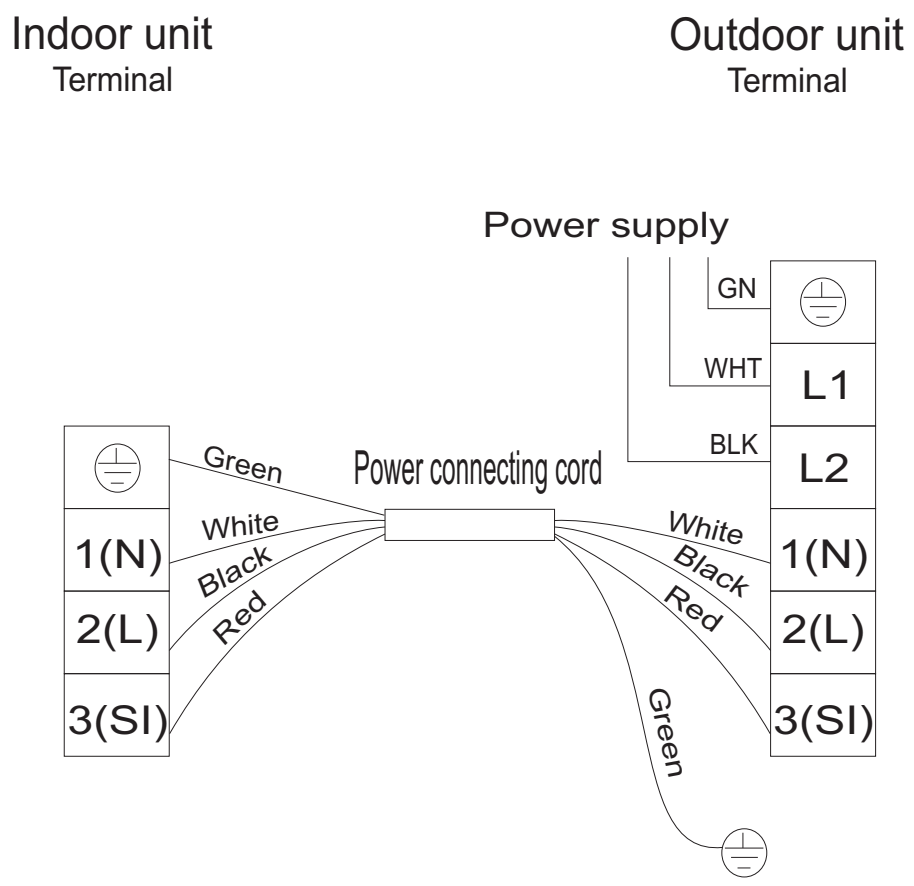 Indoor unit
Terminal
Outdoor unit
Terminal
Power supply
GN
WHT
L1
BLK
L2
Green
Power connecting cord
White
1(N)
Black
2(L)
Red
3(SI)
White
1(N)
Black
2(L)
Red
3(SI)
Green